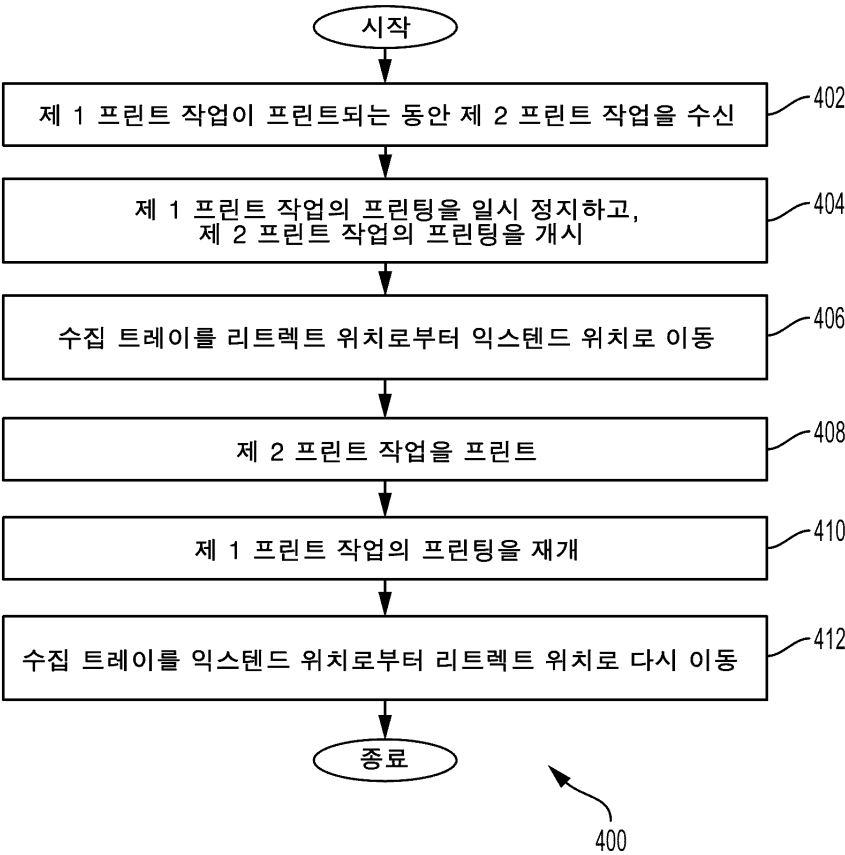 시작
제 1 프린트 작업이 프린트되는 동안 제 2 프린트 작업을 수신
402
제 1 프린트 작업의 프린팅을 일시 정지하고,
제 2 프린트 작업의 프린팅을 개시
404
수집 트레이를 리트렉트 위치로부터 익스텐드 위치로 이동
406
제 2 프린트 작업을 프린트
408
제 1 프린트 작업의 프린팅을 재개
410
수집 트레이를 익스텐드 위치로부터 리트렉트 위치로 다시 이동
412
종료
400